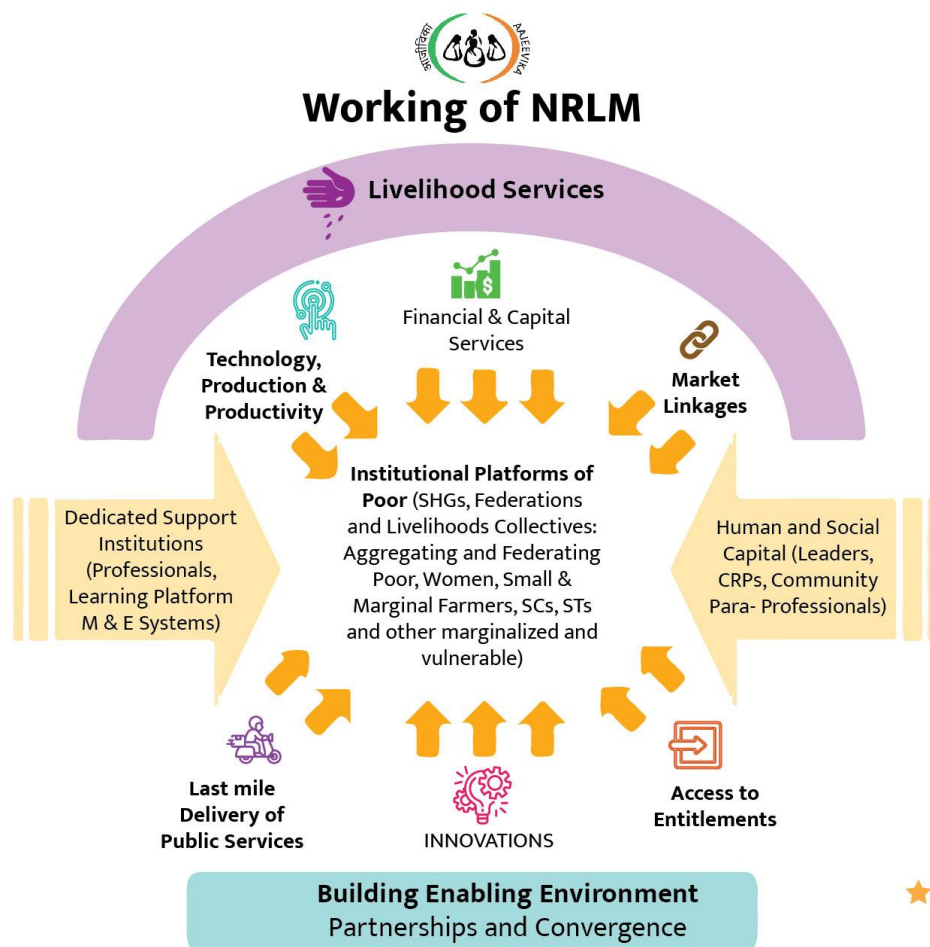 आजीविका
AAJEEVIKA
Working of NRLM
Livelihood Services
Financial & Capital
Services
Technology,
Production &
Productivity
Market
Linkages
Institutional Platforms of
Poor (SHGs, Federations
and Livelihoods Collectives:
Aggregating and Federating
Poor, Women, Small &
Marginal Farmers, SCs, STs
and other marginalized and
vulnerable)
Dedicated Support
Institutions
(Professionals,
Learning Platform
M & E Systems)
Human and Social
Capital (Leaders,
CRPs, Community
Para- Professionals)
Last mile
Delivery of
Public Services
INNOVATIONS
Access to
Entitlements
Building Enabling Environment
Partnerships and Convergence